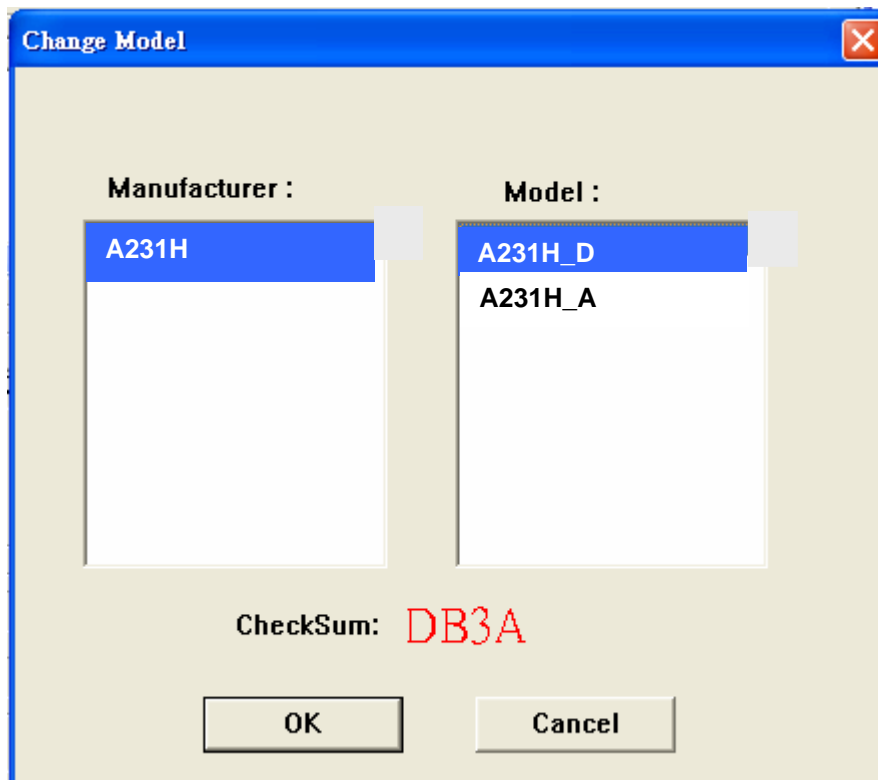 Change Model
Manufacturer :
Model :
A231H
A231H_D
A231H_A
CheckSum: DB3A
OK
Cancel